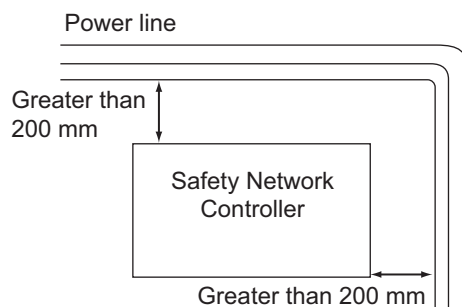 Power line
Greater than
200 mm
Safety Network
Controller
Greater than 200 mm